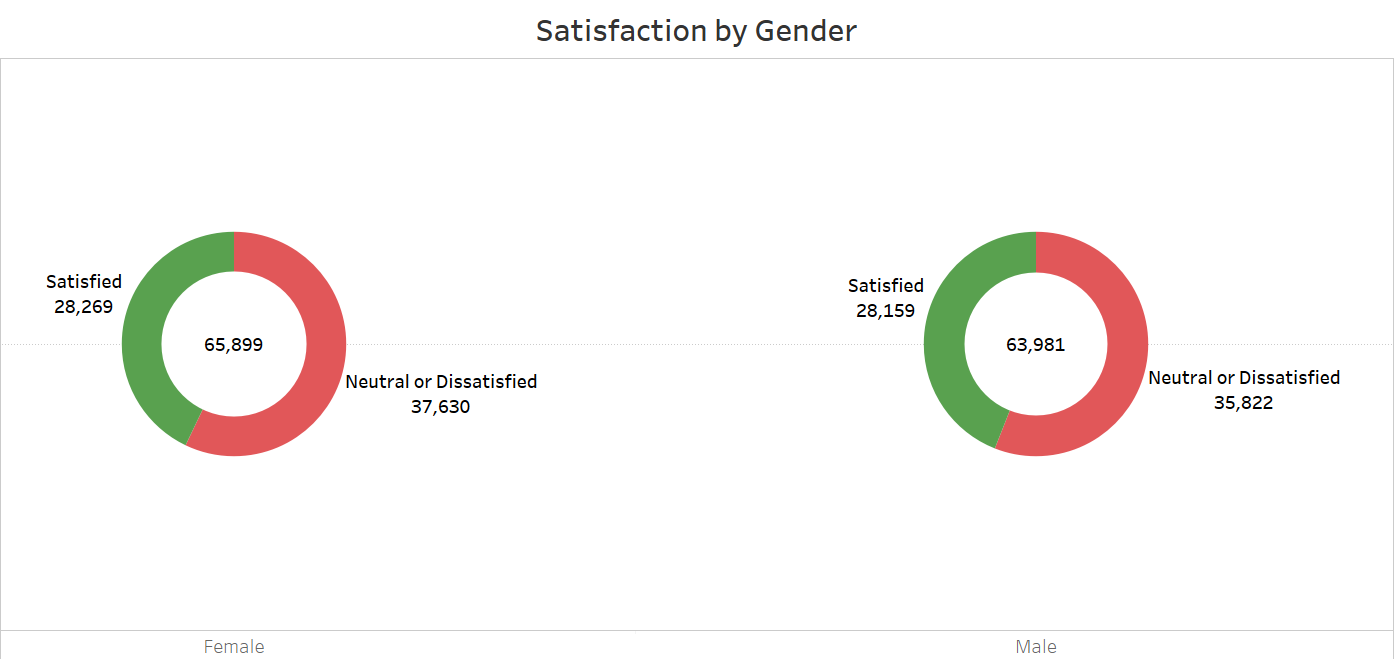 Satisfaction by Gender
Satisfied
28,269
65,899
Neutral or Dissatisfied
37,630
Satisfied
28,159
63,981
Neutral or Dissatisfied
35,822
Female
Male